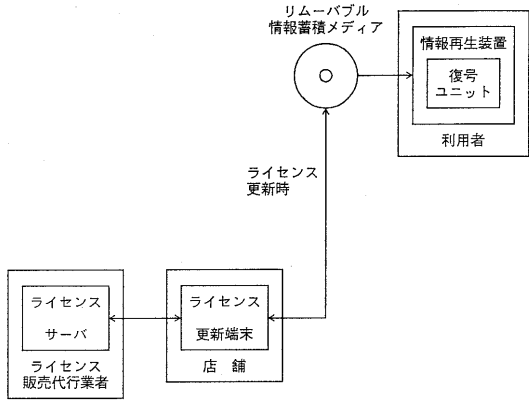 リムーバブル
情報蓄積メディア
情報再生装置
復号
ユニット
利用者
ライセンス
更新時
ライセンス
サーバ
ライセンス
販売代行業者
ライセンス
更新端末
店 舗